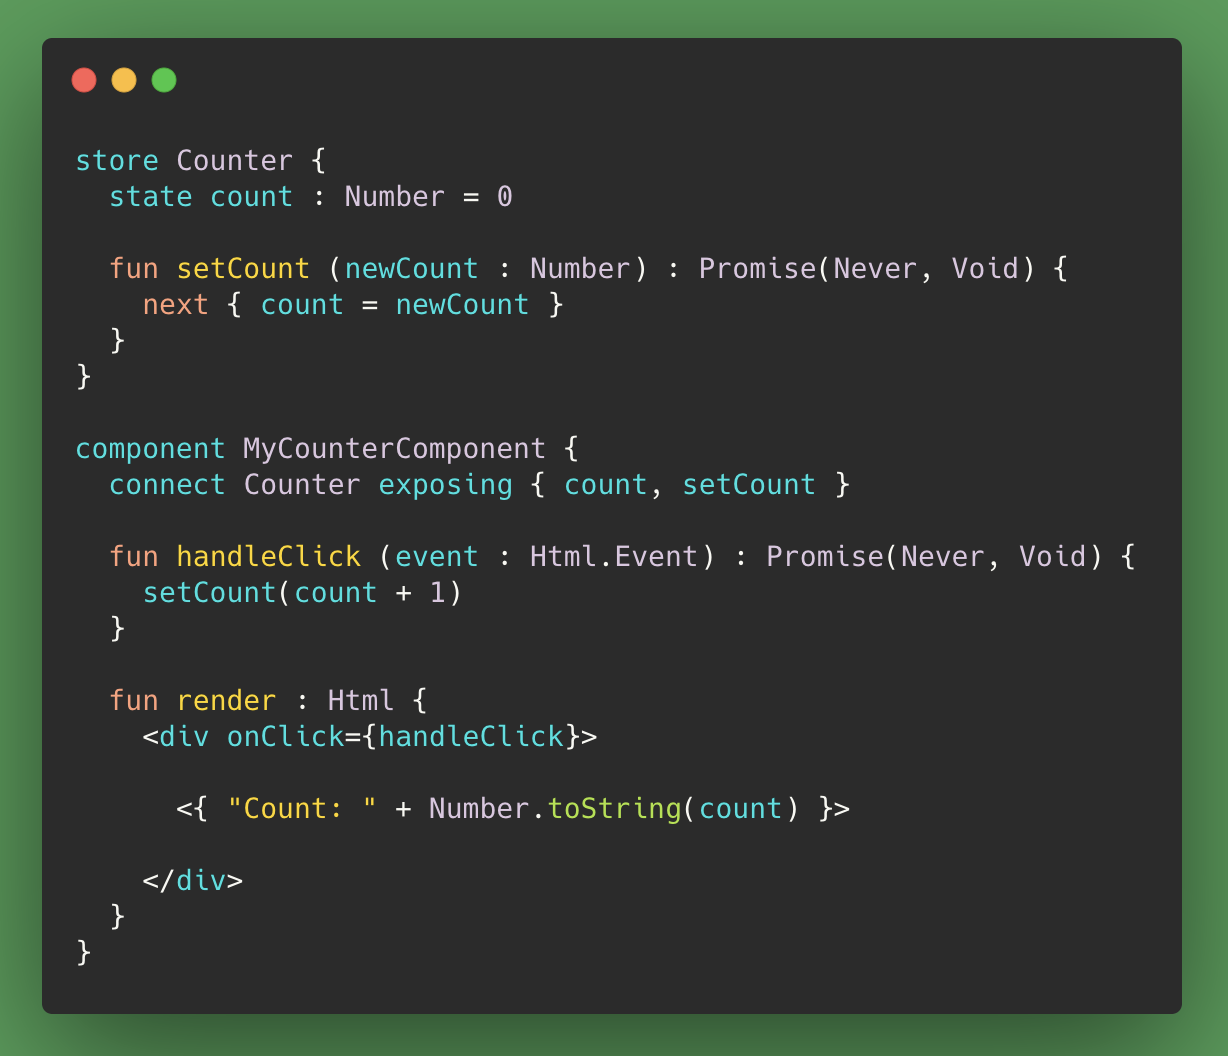 store Counter {
  state count : Number = 0

  fun setCount (newCount : Number) : Promise(Never, Void) {
    next { count = newCount }
  }
}

component MyCounterComponent {
  connect Counter exposing { count, setCount }

  fun handleClick (event : Html.Event) : Promise(Never, Void) {
    setCount(count + 1)
  }

  fun render : Html {
    <div onClick={handleClick}>

      <{ "Count: " + Number.toString(count) }>

    </div>
  }
}